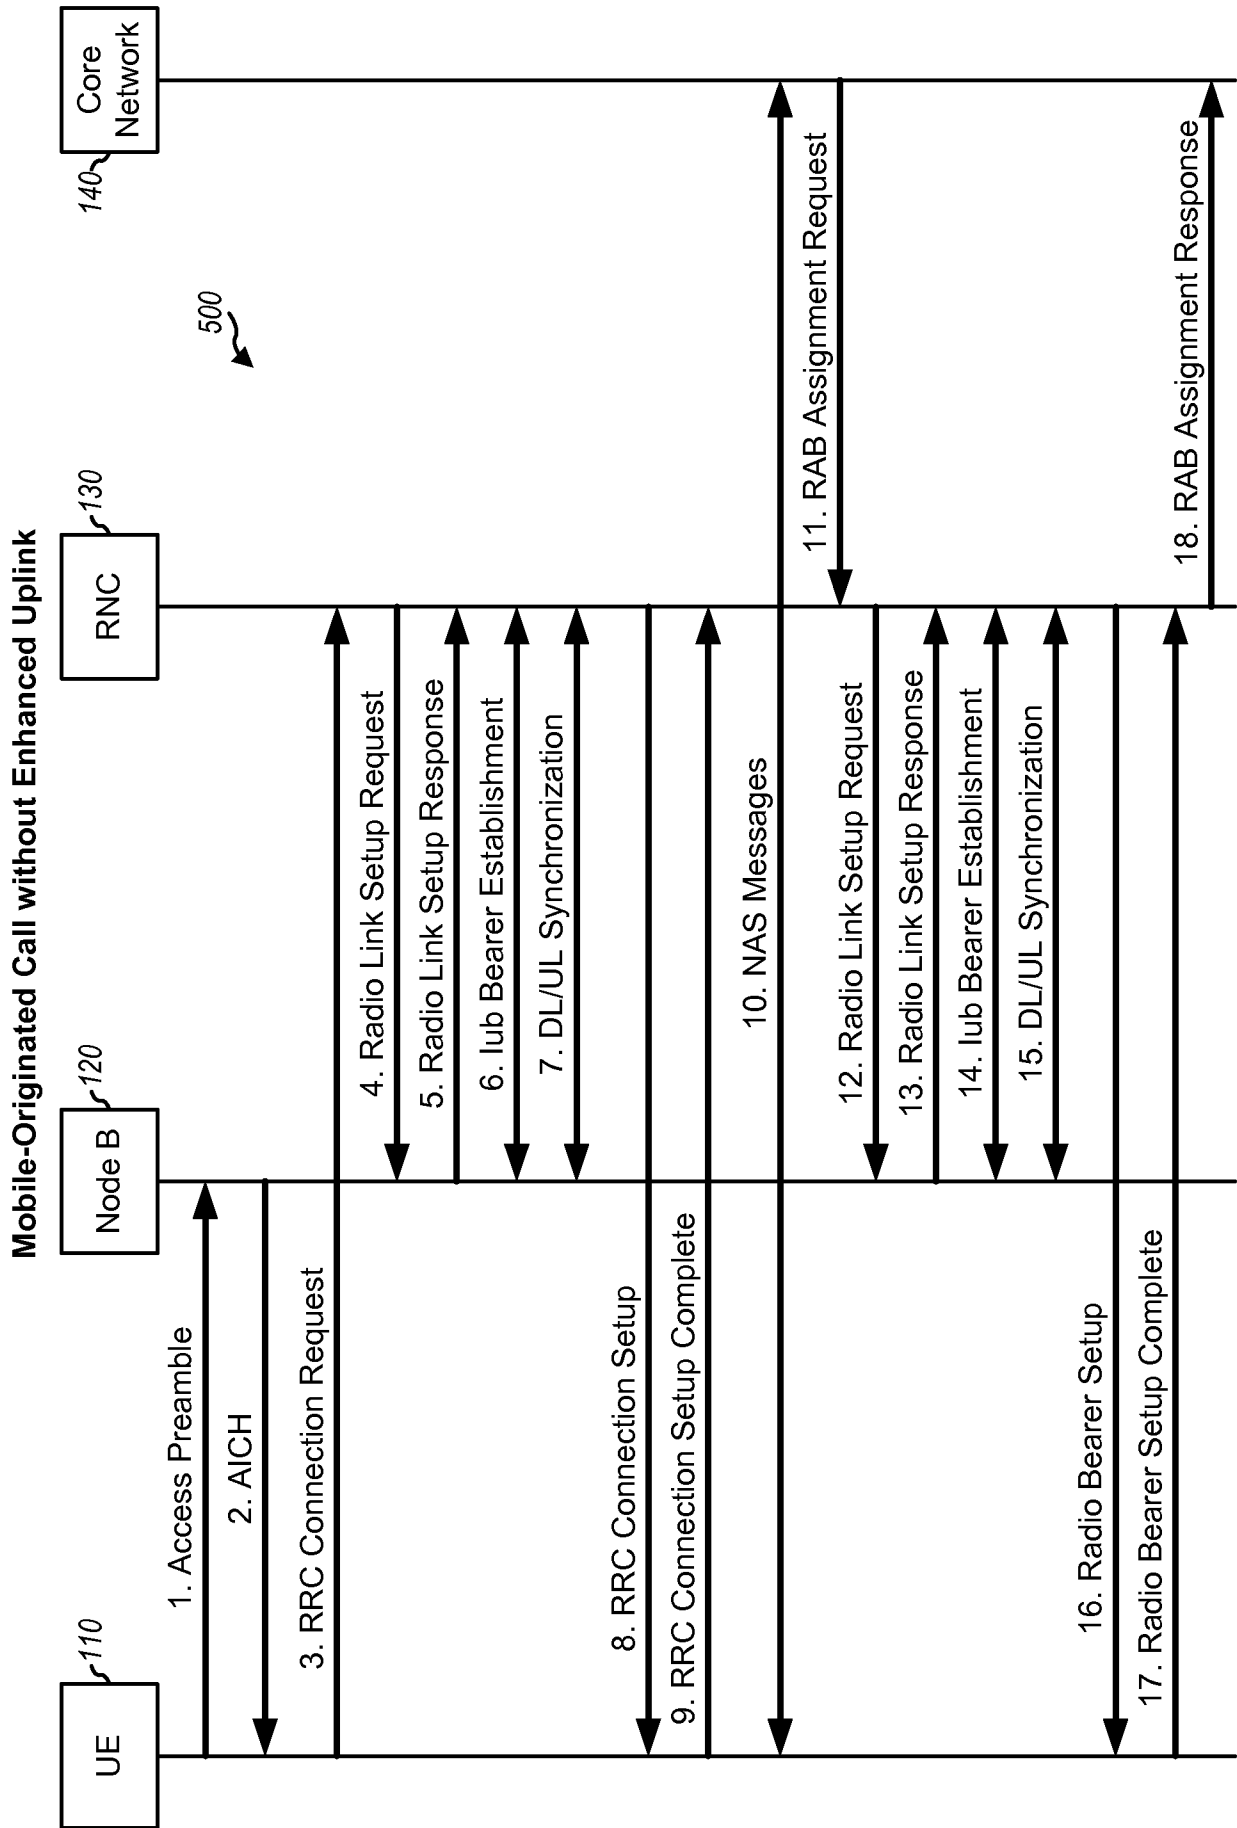 Mobile-Originated Call without Enhanced Uplink
UE
110
Node B
120
RNC
130
Core
Network
140
500
1. Access Preamble
2. AICH
3. RRC Connection Request
4. Radio Link Setup Request
5. Radio Link Setup Response
6. Iub Bearer Establishment
7. DL/UL Synchronization
8. RRC Connection Setup
9. RRC Connection Setup Complete
10. NAS Messages
11. RAB Assignment Request
12. Radio Link Setup Request
13. Radio Link Setup Response
14. Iub Bearer Establishment
15. DL/UL Synchronization
16. Radio Bearer Setup
17. Radio Bearer Setup Complete
18. RAB Assignment Response